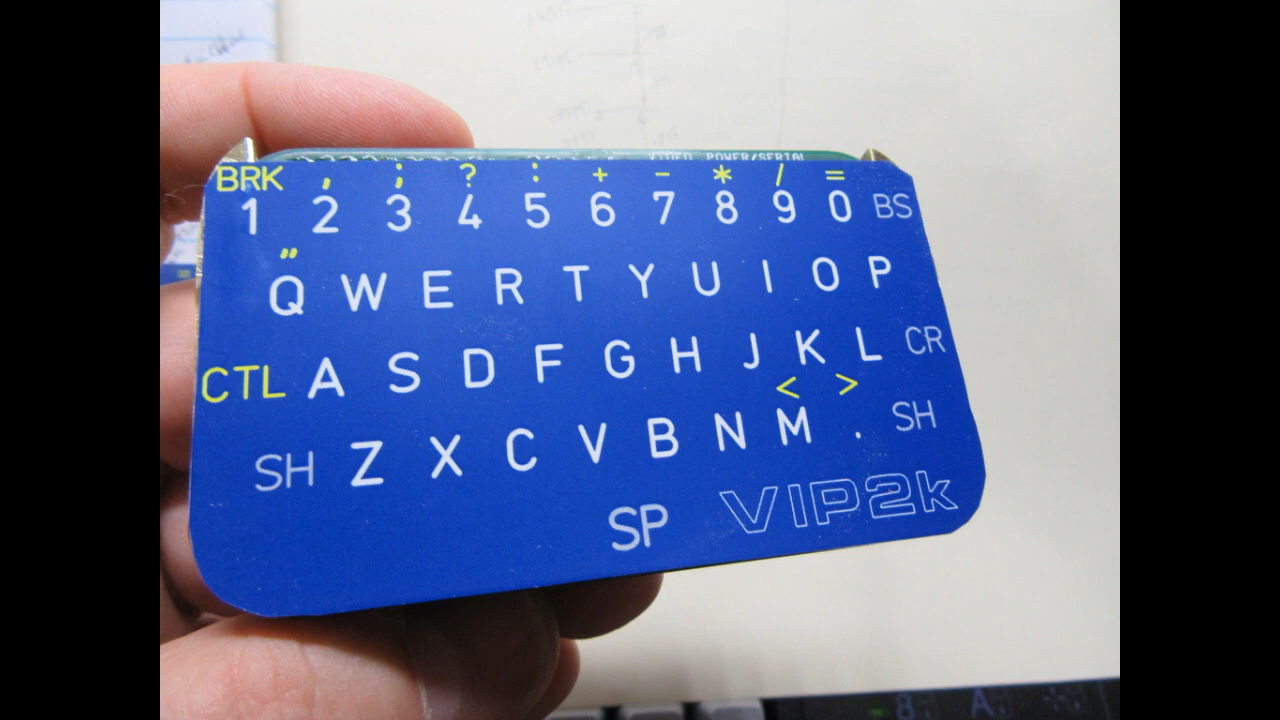 VIDEO POWER/SERIAL
BRK , ; ? : + - * / =
1 2 3 4 5 6 7 8 9 0 BS
"
Q W E R T Y U I O P
CTL A S D F G H J K L CR
< >
SH Z X C V B N M . SH
SP VIP2k
8 A